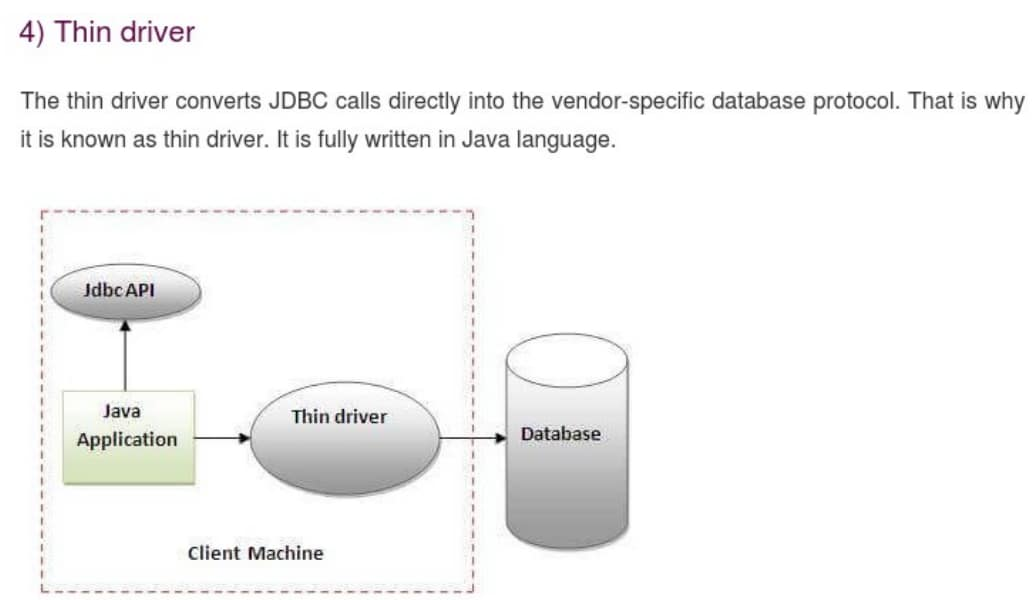 4) Thin driver
The thin driver converts JDBC calls directly into the vendor-specific database protocol. That is why
it is known as thin driver. It is fully written in Java language.
Jdbc API
Java
Application
Thin driver
Database
Client Machine